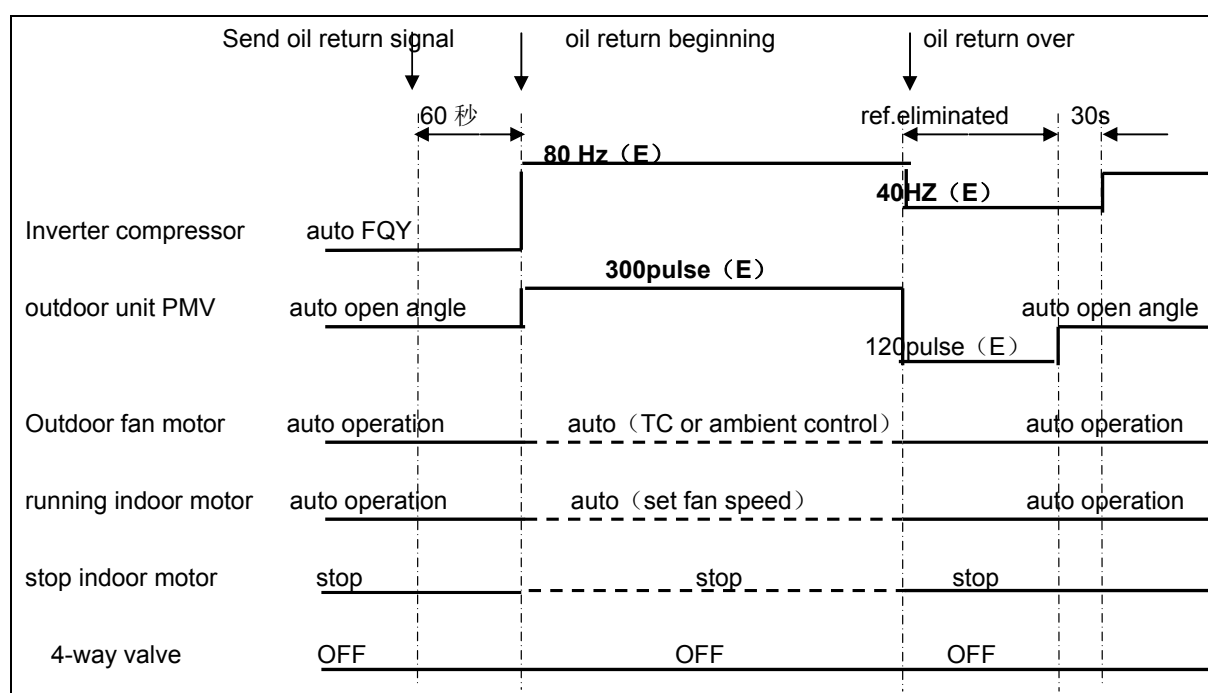 Send oil return signal oil return beginning oil return over
60 秒 ref.eliminated 30s
80 Hz（E）
40HZ（E）
Inverter compressor auto FQY
300pulse（E）
outdoor unit PMV auto open angle auto open angle
120pulse（E）
Outdoor fan motor auto operation auto（TC or ambient control） auto operation
running indoor motor auto operation auto（set fan speed） auto operation
stop indoor motor stop stop stop
4-way valve OFF OFF OFF